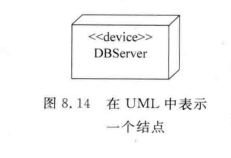 <<device>>
DBServer
图 8.14 在 UML 中表示
一个结点